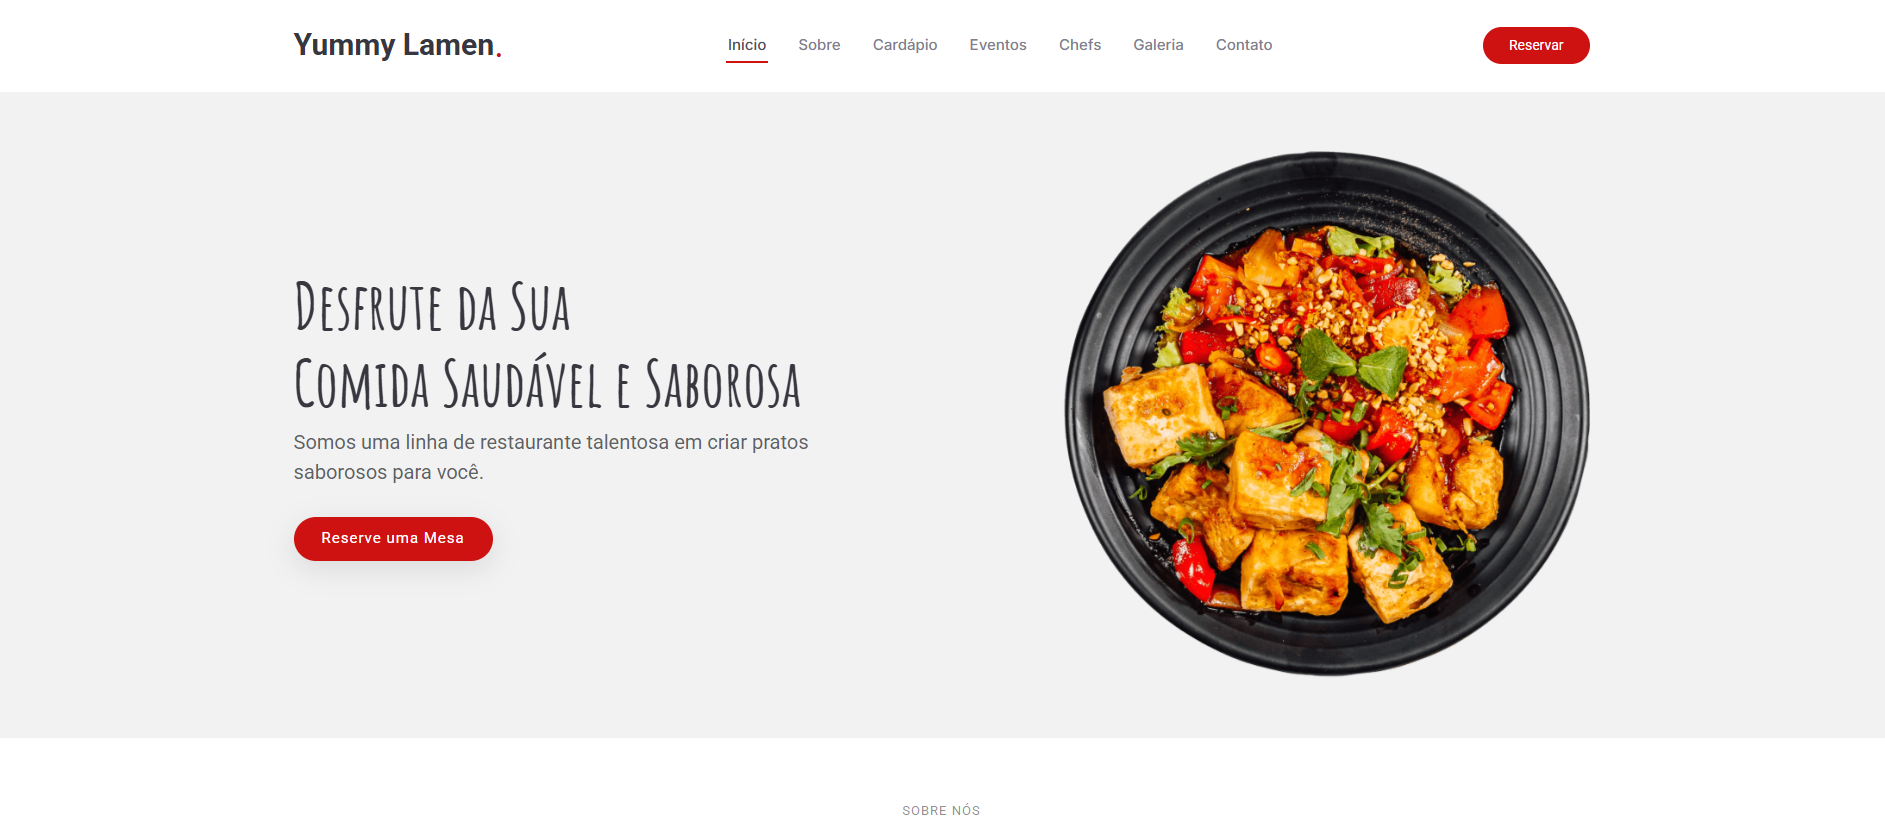 Yummy Lamen.
Início
Sobre
Cardápio
Eventos
Chefs
Galeria
Contato
Reservar
Desfrute da Sua
Comida Saudável e Saborosa
Somos uma linha de restaurante talentosa em criar pratos
saborosos para você.
Reserve uma Mesa
SOBRE NÓS